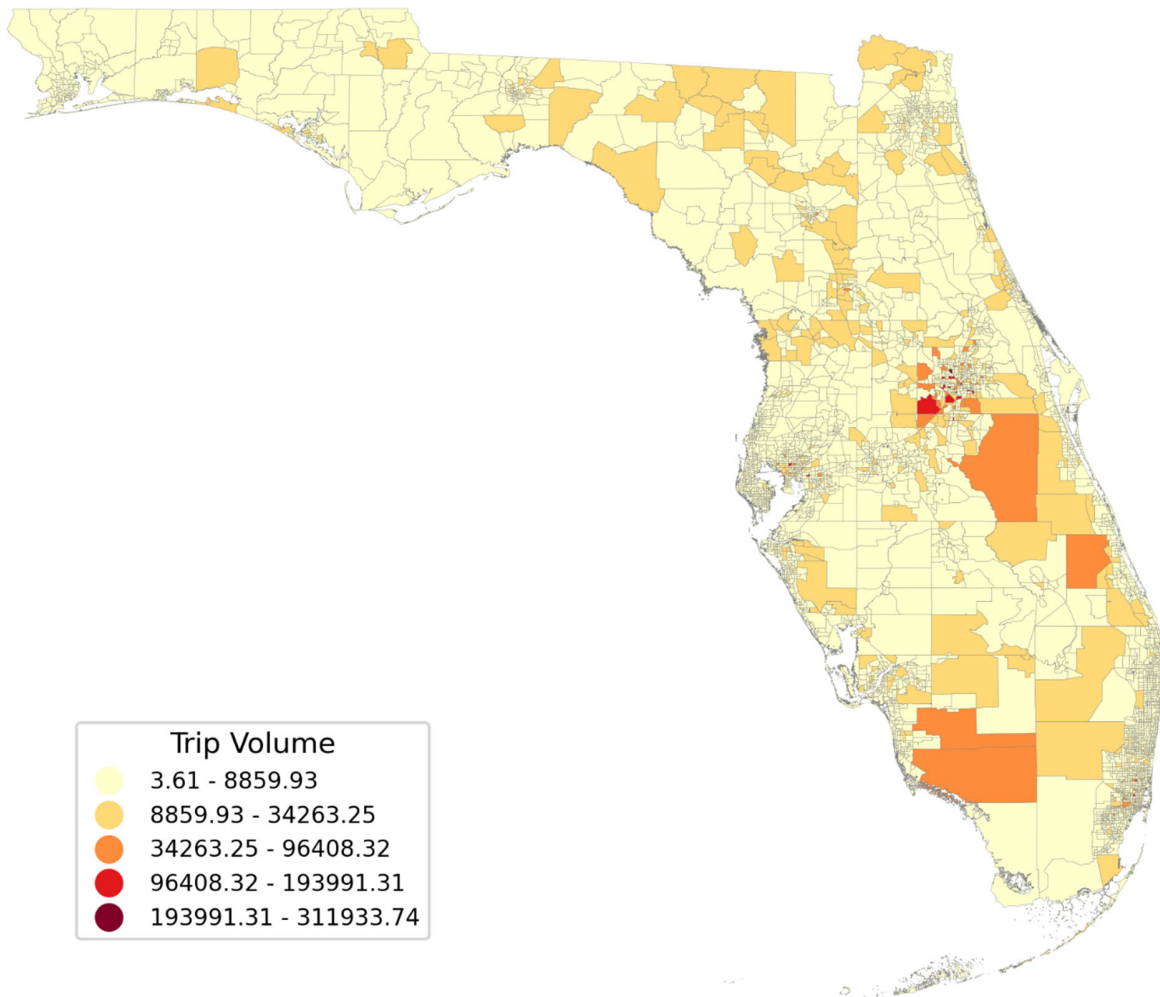 Trip Volume
3.61 - 8859.93
8859.93 - 34263.25
34263.25 - 96408.32
96408.32 - 193991.31
193991.31 - 311933.74